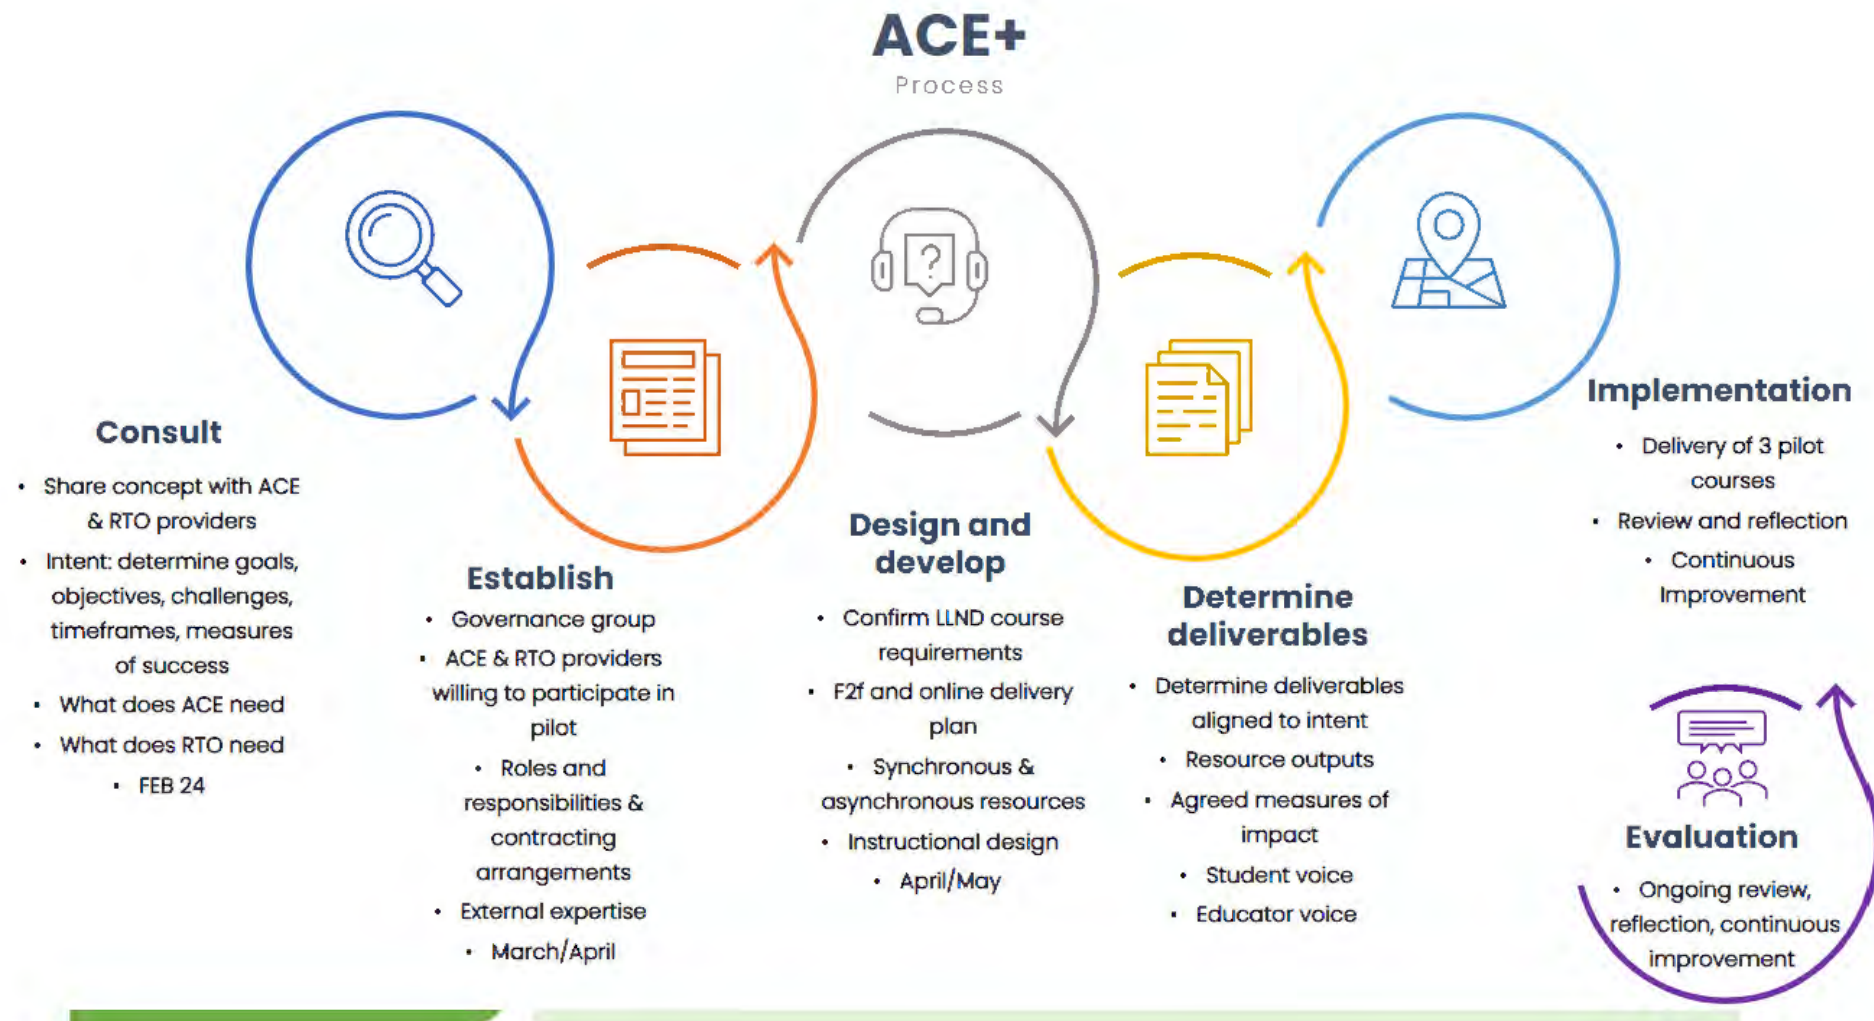 ACE+
Process
Consult
• Share concept with ACE
& RTO providers
• Intent: determine goals,
objectives, challenges,
timeframes, measures
of success
• What does ACE need
• What does RTO need
• FEB 24
Establish
• Governance group
• ACE & RTO providers
willing to participate in
pilot
• Roles and
responsibilities &
contracting
arrangements
• External expertise
• March/April
?
Design and
develop
• Confirm LLND course
requirements
• F2f and online delivery
plan
• Synchronous &
asynchronous resources
• Instructional design
• April/May
Determine
deliverables
• Determine deliverables
aligned to intent
• Resource outputs
• Agreed measures of
impact
• Student voice
• Educator voice
Implementation
• Delivery of 3 pilot
courses
• Review and reflection
• Continuous
Improvement
Evaluation
• Ongoing review,
reflection, continuous
improvement